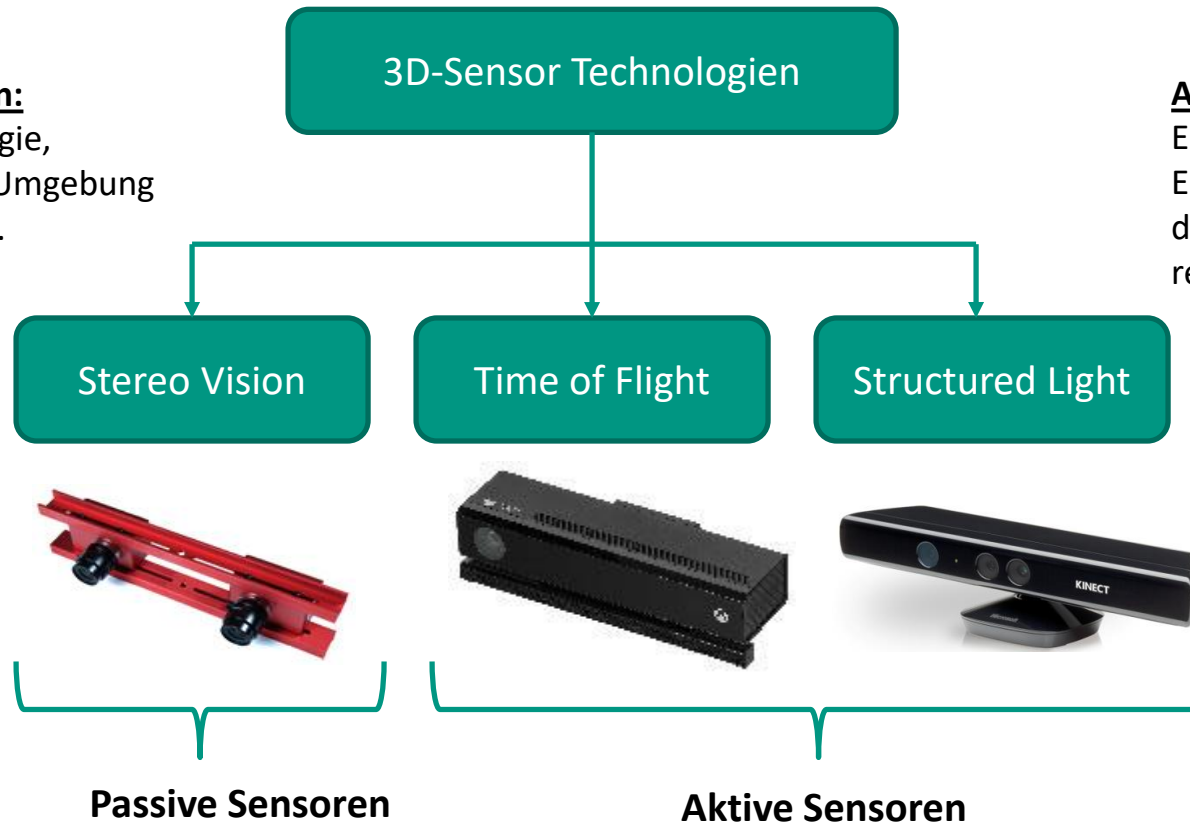 3D-Sensor Technologien
n:
gie,
Umgebung
.
A
E
E
d
re
Stereo Vision
Time of Flight
Structured Light
KINECT
Passive Sensoren
Aktive Sensoren